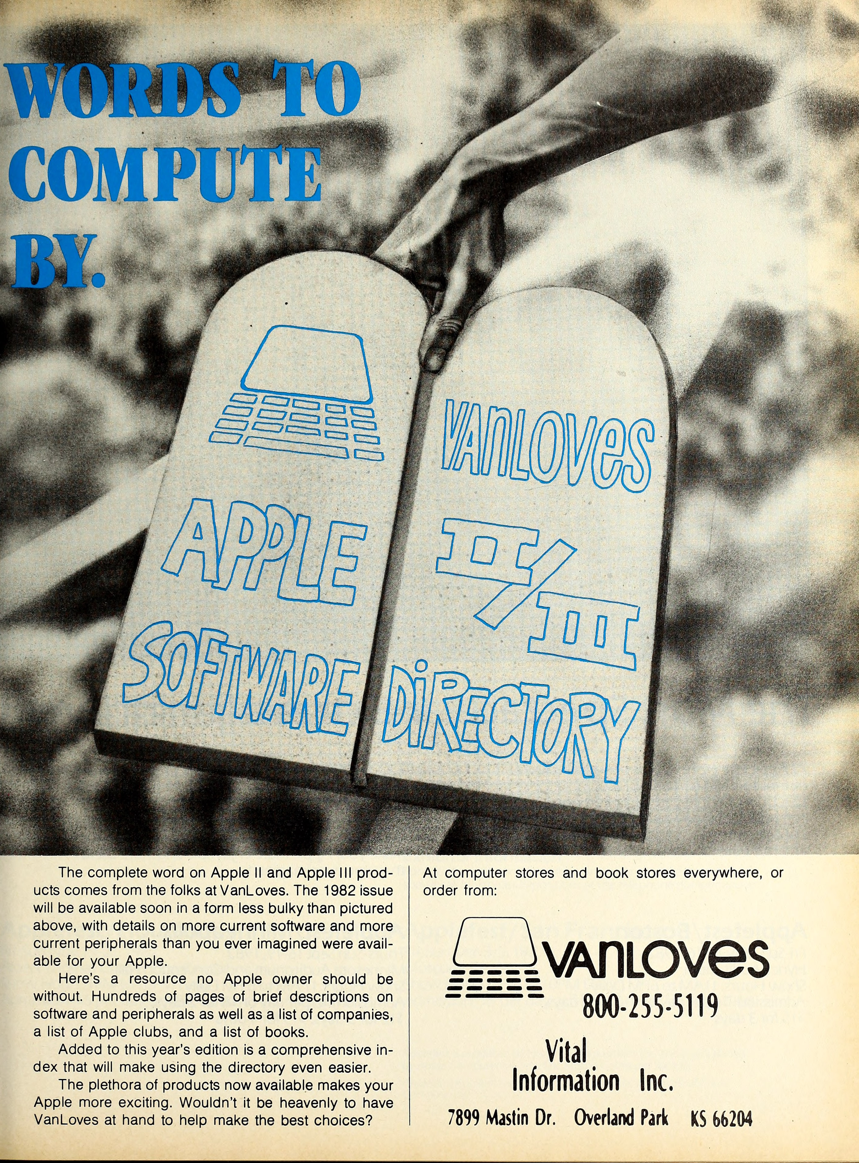 WORDS TO
COMPUTE
BY.
APPLE
SOFTWARE
VANLOVES
II/III
DIRECTORY
The complete word on Apple II and Apple III prod-
ucts comes from the folks at VanLoves. The 1982 issue
will be available soon in a form less bulky than pictured
above, with details on more current software and more
current peripherals than you ever imagined were avail-
able for your Apple.
Here's a resource no Apple owner should be
without. Hundreds of pages of brief descriptions on
software and peripherals as well as a list of companies,
a list of Apple clubs, and a list of books.
Added to this year's edition is a comprehensive in-
dex that will make using the directory even easier.
The plethora of products now available makes your
Apple more exciting. Wouldn't it be heavenly to have
VanLoves at hand to help make the best choices?
At computer stores and book stores everywhere, or
order from:
VANLOVES
800-255-5119
Vital
Information Inc.
7899 Mastin Dr. Overland Park KS 66204